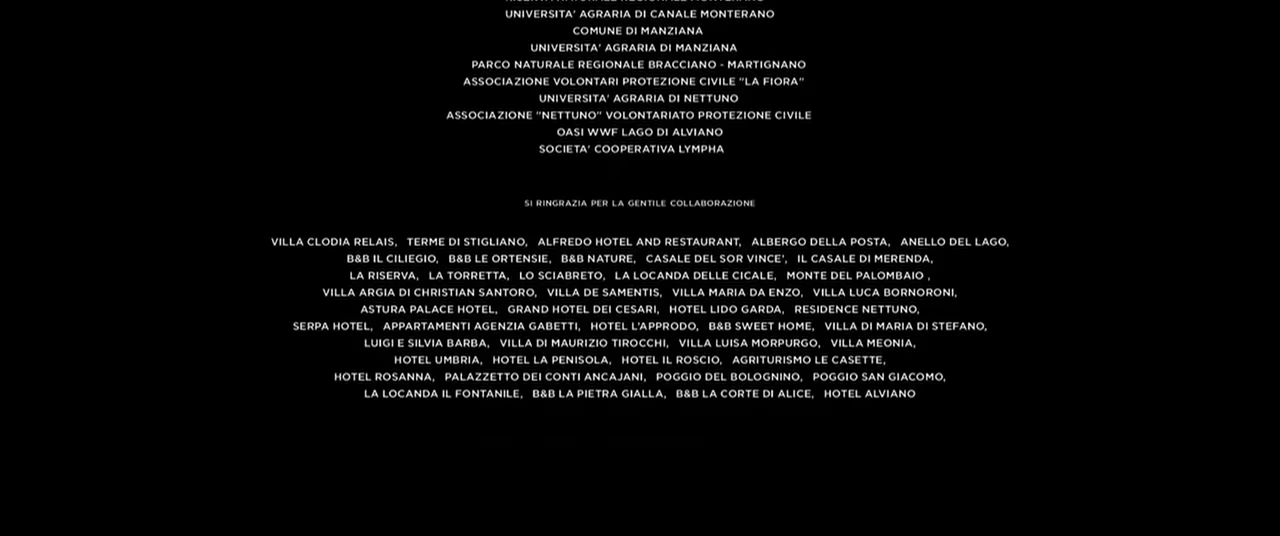 RISERVA NATURALE REGIONALE MONTERANO
UNIVERSITA' AGRARIA DI CANALE MONTERANO
COMUNE DI MANZIANA
UNIVERSITA' AGRARIA DI MANZIANA
PARCO NATURALE REGIONALE BRACCIANO - MARTIGNANO
ASSOCIAZIONE VOLONTARI PROTEZIONE CIVILE "LA FIORA"
UNIVERSITA' AGRARIA DI NETTUNO
ASSOCIAZIONE "NETTUNO" VOLONTARIATO PROTEZIONE CIVILE
OASI WWF LAGO DI ALVIANO
SOCIETA' COOPERATIVA LYMPHA
SI RINGRAZIA PER LA GENTILE COLLABORAZIONE
VILLA CLODIA RELAIS, TERME DI STIGLIANO, ALFREDO HOTEL AND RESTAURANT, ALBERGO DELLA POSTA, ANELLO DEL LAGO,
B&B IL CILIEGIO, B&B LE ORTENSIE, B&B NATURE, CASALE DEL SOR VINCE', IL CASALE DI MERENDA,
LA RISERVA, LA TORRETTA, LO SCIABRETO, LA LOCANDA DELLE CICALE, MONTE DEL PALOMBAIO ,
VILLA ARGIA DI CHRISTIAN SANTORO, VILLA DE SAMENTIS, VILLA MARIA DA ENZO, VILLA LUCA BORNORONI,
ASTURA PALACE HOTEL, GRAND HOTEL DEI CESARI, HOTEL LIDO GARDA, RESIDENCE NETTUNO,
SERPA HOTEL, APPARTAMENTI AGENZIA GABETTI, HOTEL L'APPRODO, B&B SWEET HOME, VILLA DI MARIA DI STEFANO,
LUIGI E SILVIA BARBA, VILLA DI MAURIZIO TIROCCHI, VILLA LUISA MORPURGO, VILLA MEONIA,
HOTEL UMBRIA, HOTEL LA PENISOLA, HOTEL IL ROSCIO, AGRITURISMO LE CASETTE,
HOTEL ROSANNA, PALAZZETTO DEI CONTI ANCAJANI, POGGIO DEL BOLOGNINO, POGGIO SAN GIACOMO,
LA LOCANDA IL FONTANILE, B&B LA PIETRA GIALLA, B&B LA CORTE DI ALICE, HOTEL ALVIANO